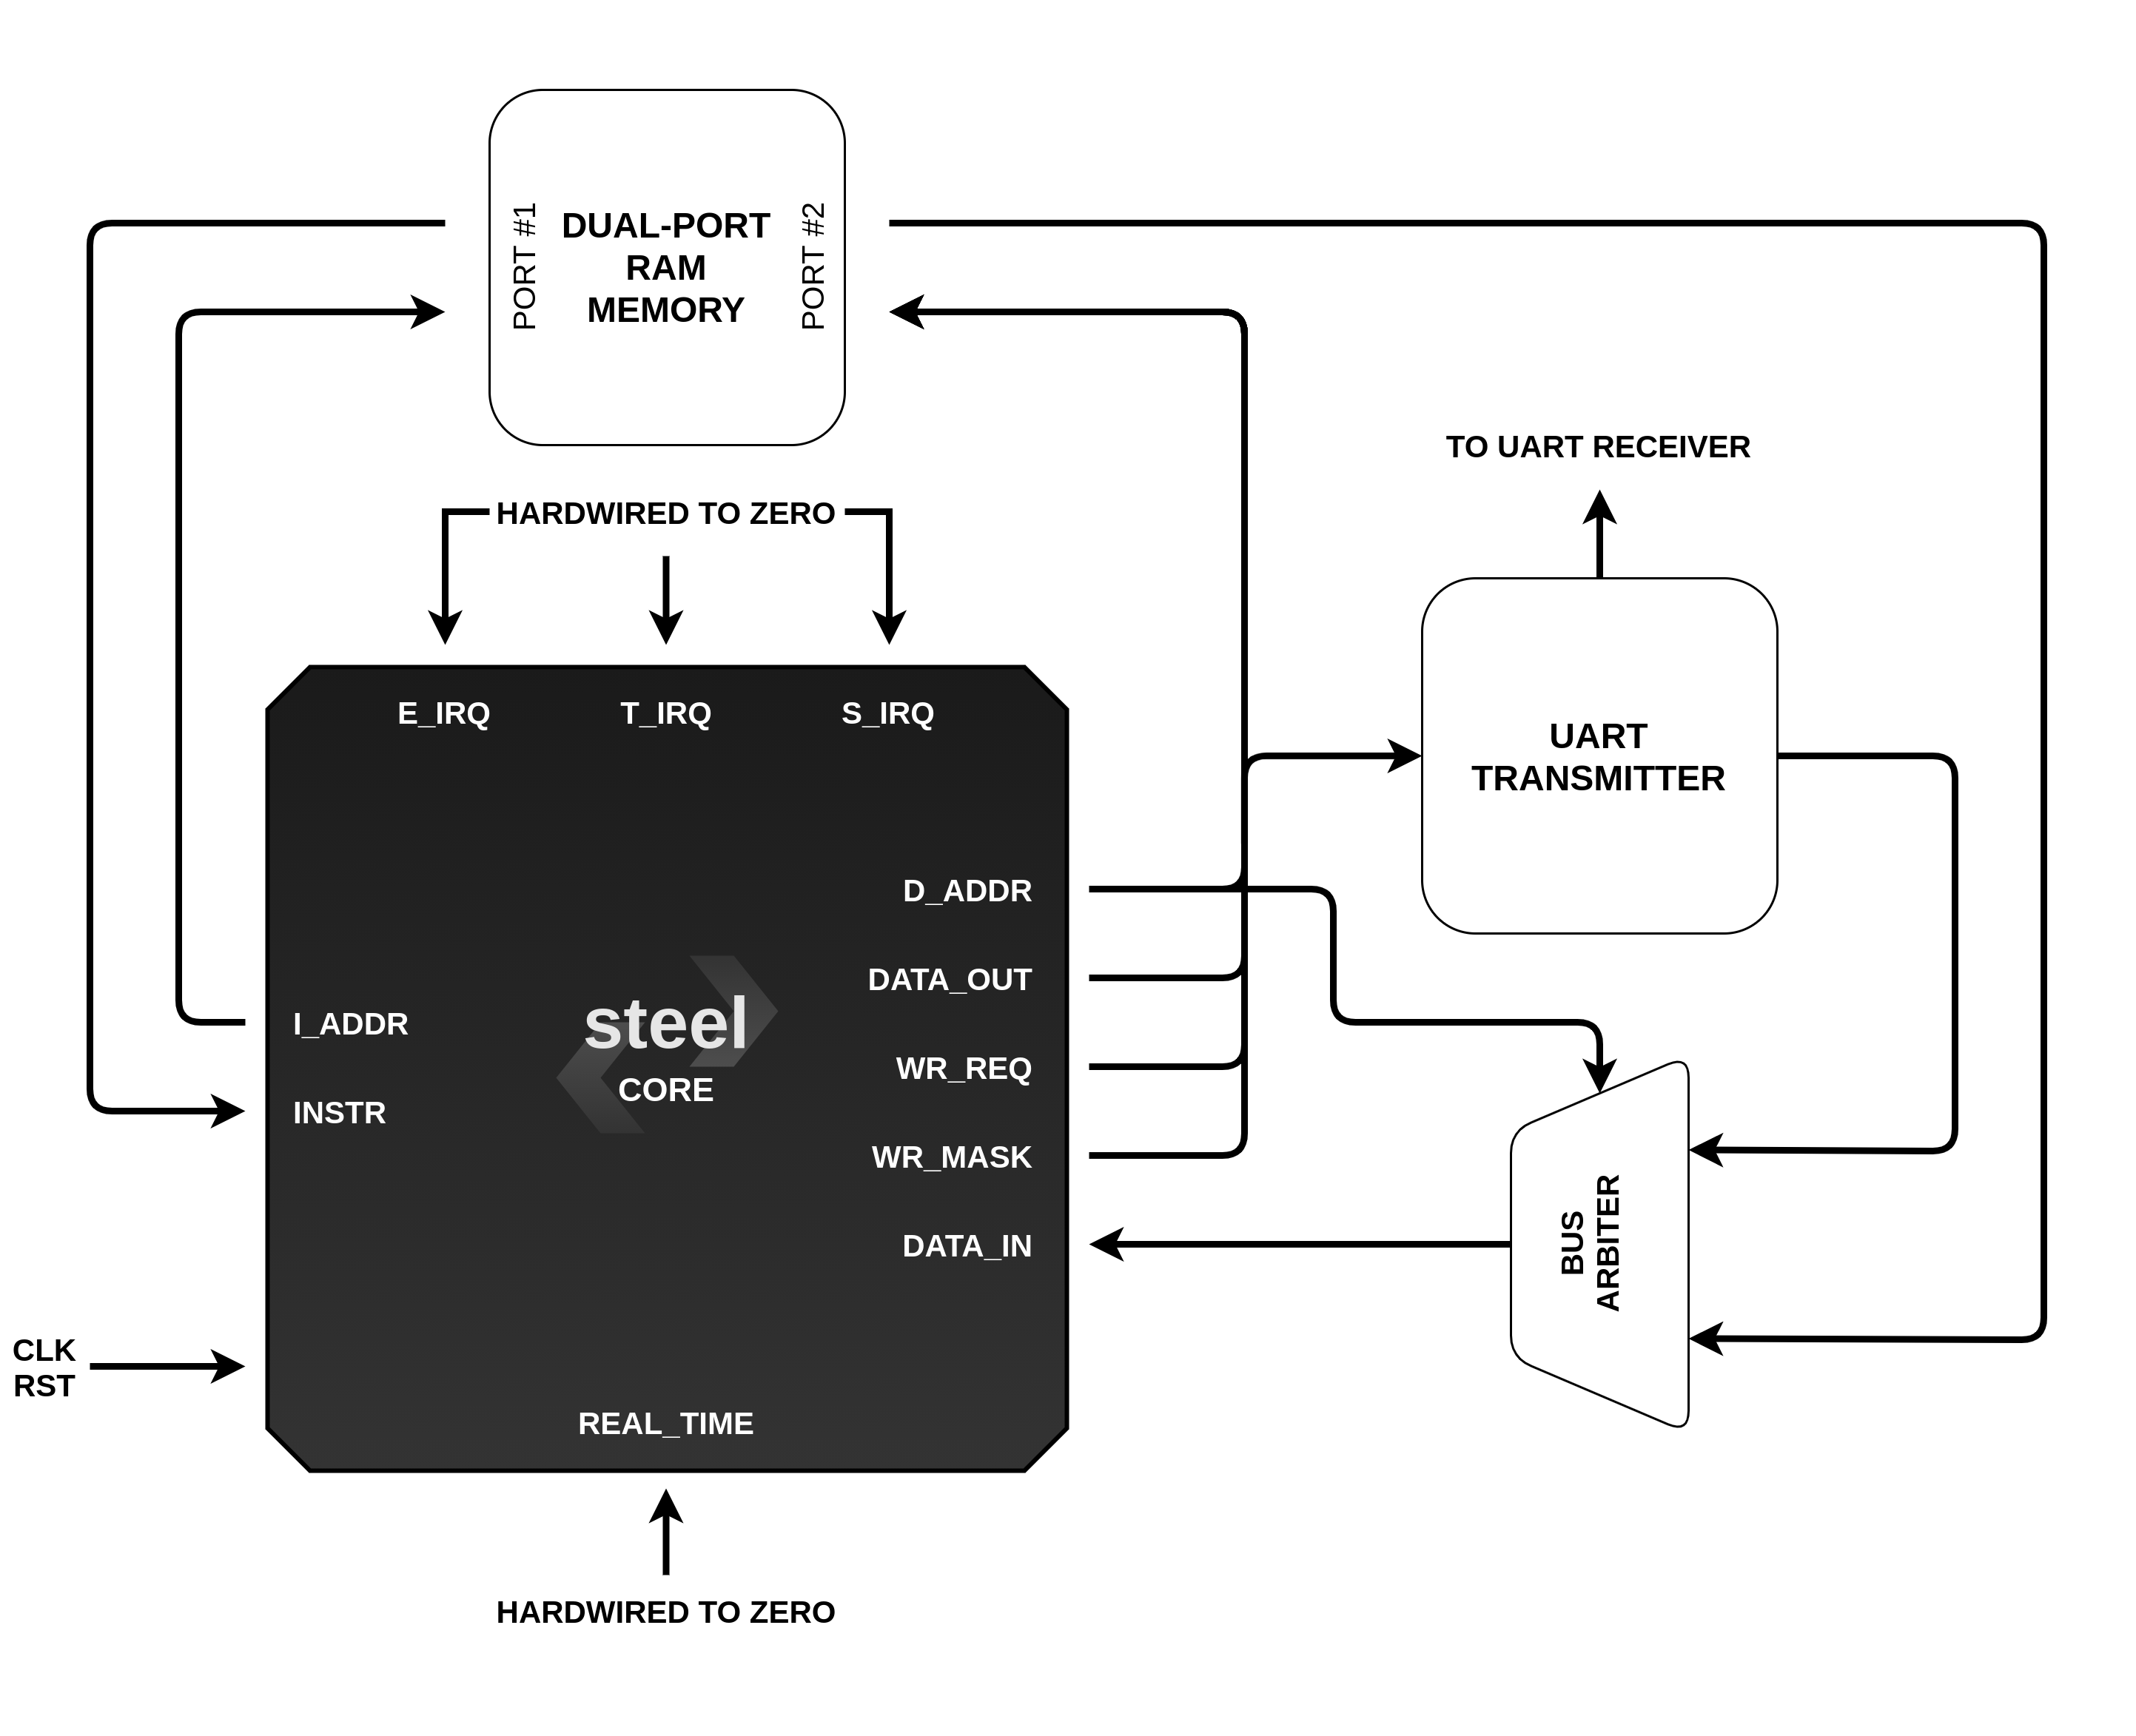 PORT #1
DUAL-PORT
RAM
MEMORY
PORT #2
TO UART RECEIVER
HARDWIRED TO ZERO
E_IRQ
T_IRQ
S_IRQ
UART
TRANSMITTER
D_ADDR
DATA_OUT
I_ADDR
steel
CORE
WR_REQ
INSTR
WR_MASK
DATA_IN
BUS
ARBITER
CLK
RST
REAL_TIME
HARDWIRED TO ZERO